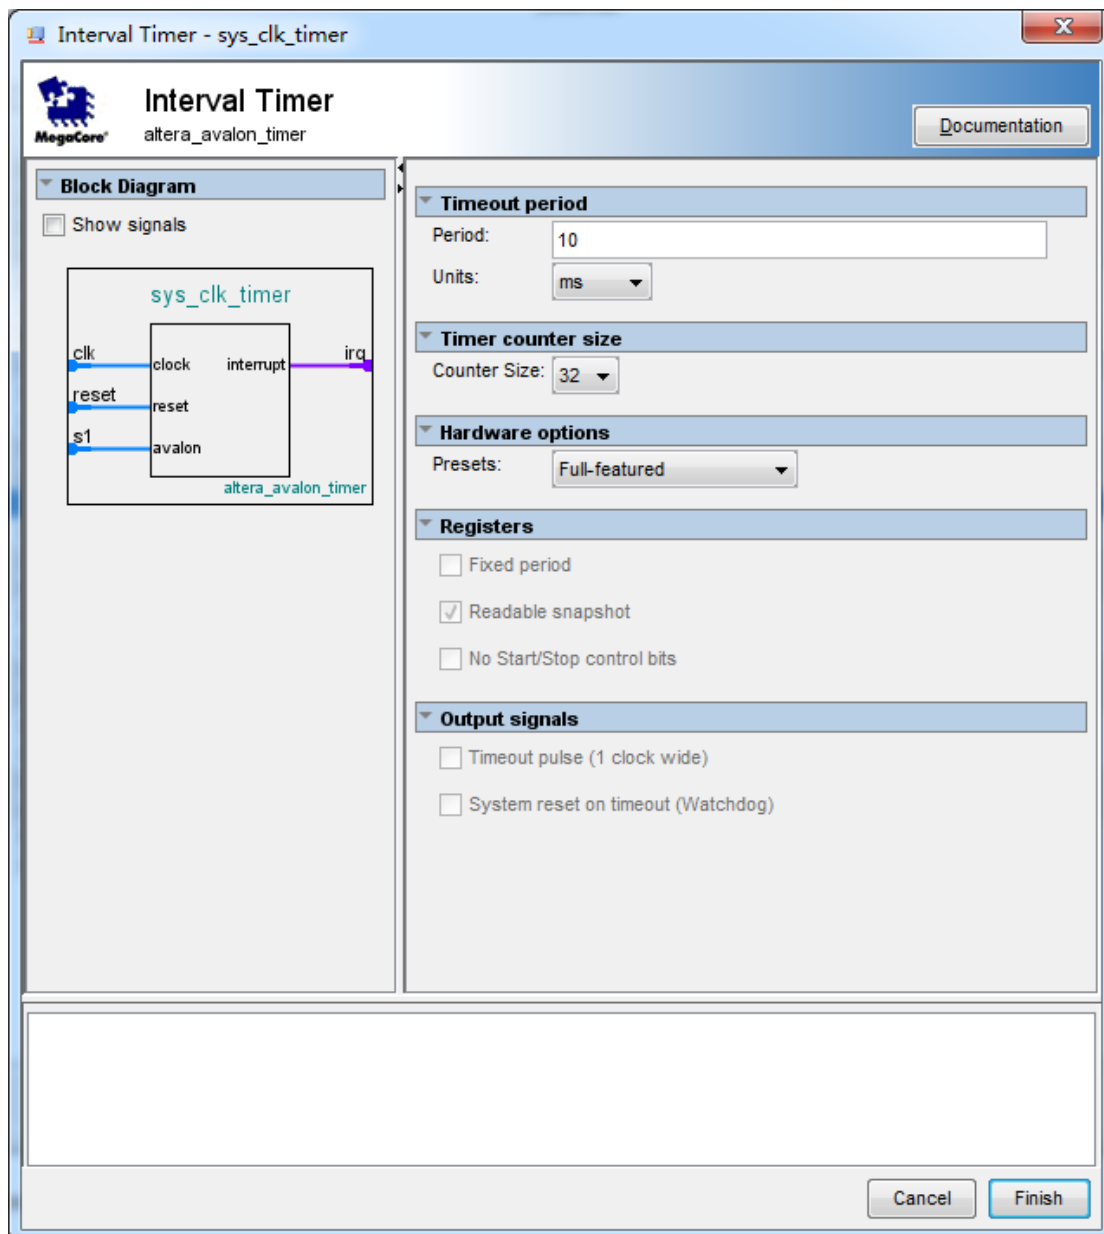 Interval Timer - sys_clk_timer
MegaCore®
Interval Timer
altera_avalon_timer
Documentation
Block Diagram
Show signals
sys_clk_timer
clk
clock
interrupt
irq
reset
reset
s1
avalon
altera_avalon_timer
Timeout period
Period: 10
Units: ms
Timer counter size
Counter Size: 32
Hardware options
Presets: Full-featured
Registers
Fixed period
Readable snapshot
No Start/Stop control bits
Output signals
Timeout pulse (1 clock wide)
System reset on timeout (Watchdog)
Cancel
Finish